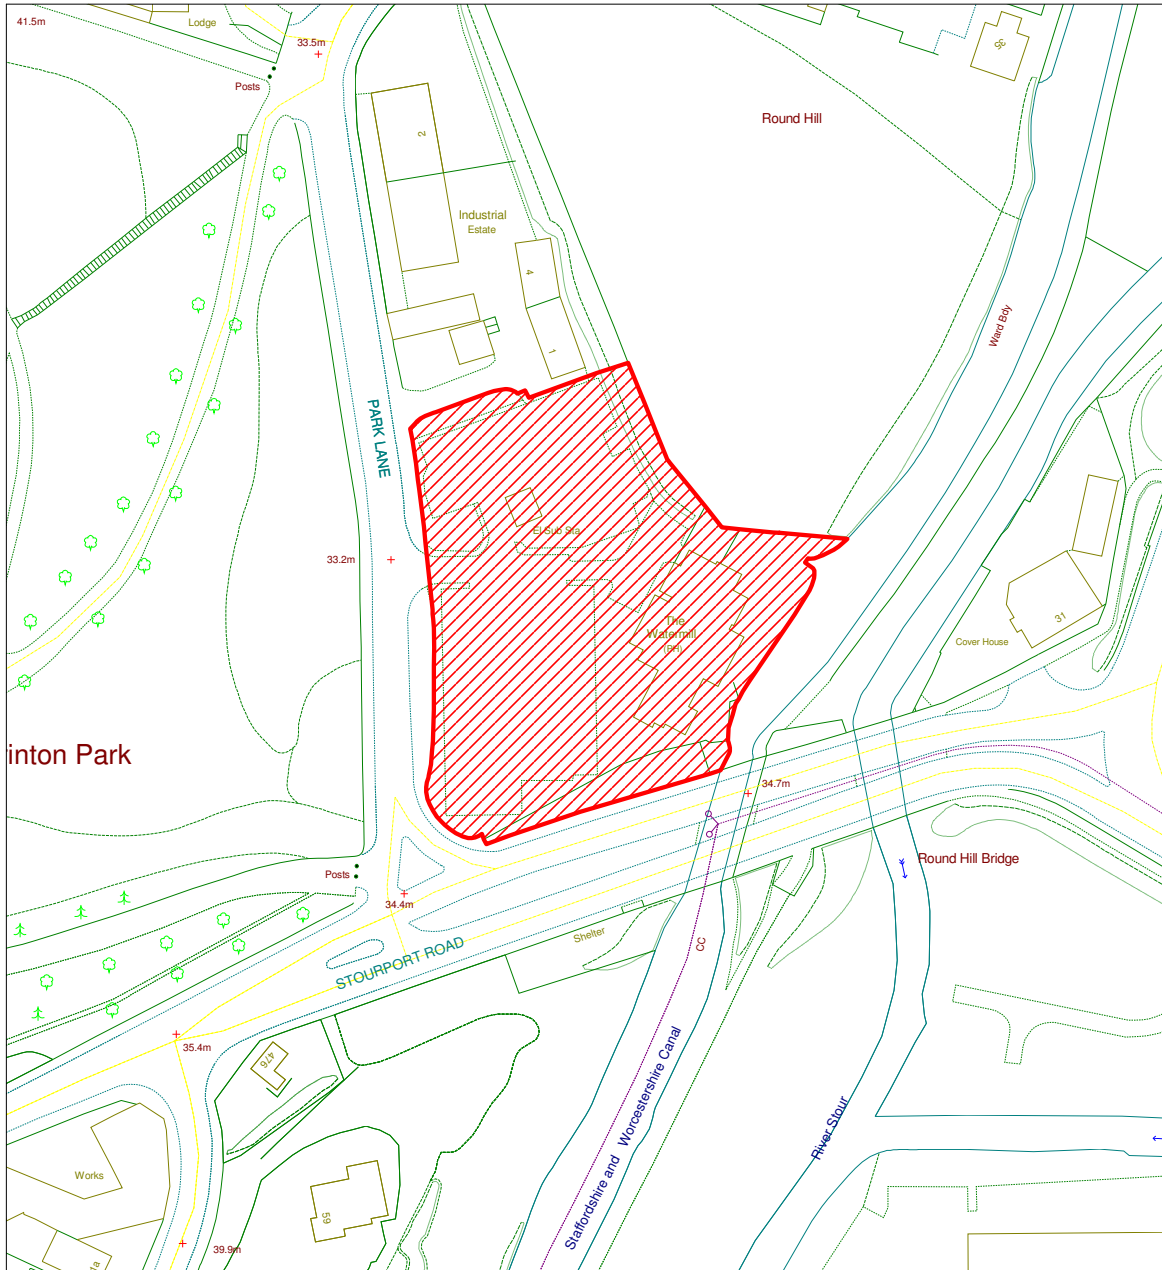 41.5m
Lodge
33.5m
Posts
35
Round Hill
2
Industrial
Estate
4
1
Ward Bdy
PARK LANE
El Sub Sta
33.2m
The
Watermill
(PH)
31
Cover House
inton Park
34.7m
Round Hill Bridge
Posts
34.4m
STOURPORT ROAD
Shelter
CC
35.4m
476
Staffordshire and Worcestershire Canal
River Stour
Works
59
39.9m
1a